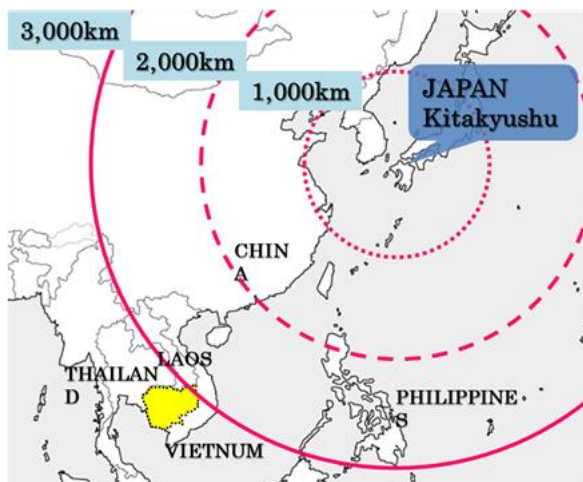 3,000km
2,000km
1,000km
JAPAN
Kitakyushu
CHIN
A
LAOS
THAILAN
D
VIETNUM
PHILIPPINE
S